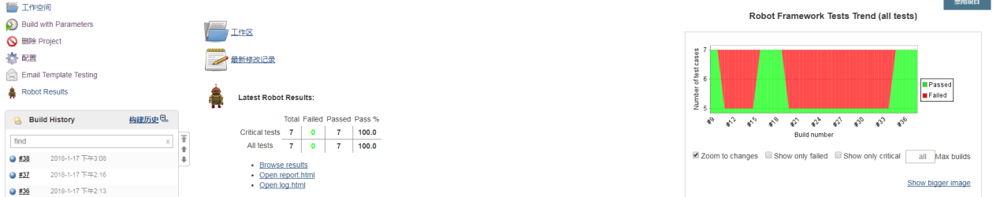 工作空间
Build with Parameters
删除 Project
配置
Email Template Testing
Robot Results
Build History 构建历史
find x
#38 2018-1-17 下午3:08
#37 2018-1-17 下午2:16
#36 2018-1-17 下午2:13
工作区
最新修改记录
Latest Robot Results:
Total Failed Passed Pass %
Critical tests 7 0 7 100.0
All tests 7 0 7 100.0
Browse results
Open report.html
Open log.html
禁用项目
Robot Framework Tests Trend (all tests)
Number of test cases
7
6
5
#9 #12 #15 #18 #21 #24 #27 #30 #33 #36
Build number
Passed
Failed
Zoom to changes Show only failed Show only critical all Max builds
Show bigger image